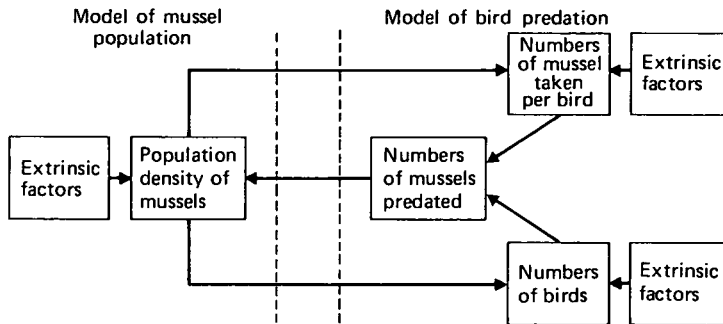 Model of mussel
population
Model of bird predation
Numbers
of mussel
taken
per bird
Extrinsic
factors
Extrinsic
factors
Population
density of
mussels
Numbers
of mussels
predated
Numbers
of birds
Extrinsic
factors